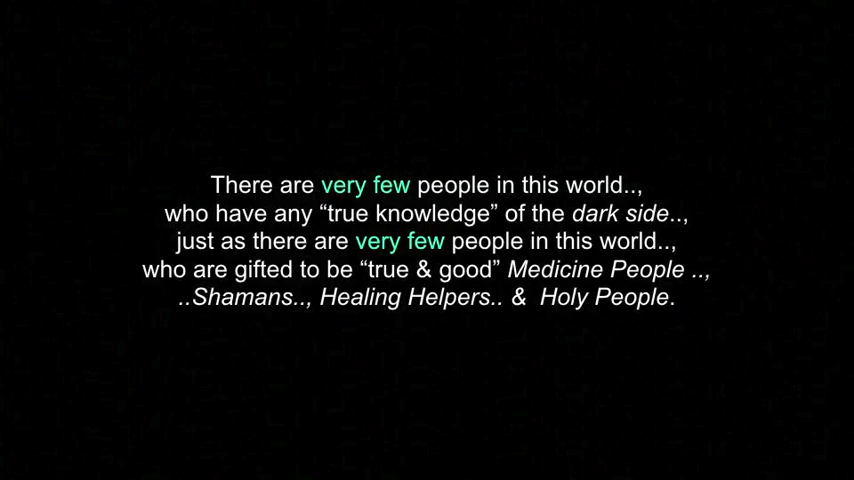 There are very few people in this world..,
who have any “true knowledge” of the dark side..,
just as there are very few people in this world..,
who are gifted to be “true & good” Medicine People ..,
..Shamans.., Healing Helpers.. & Holy People.